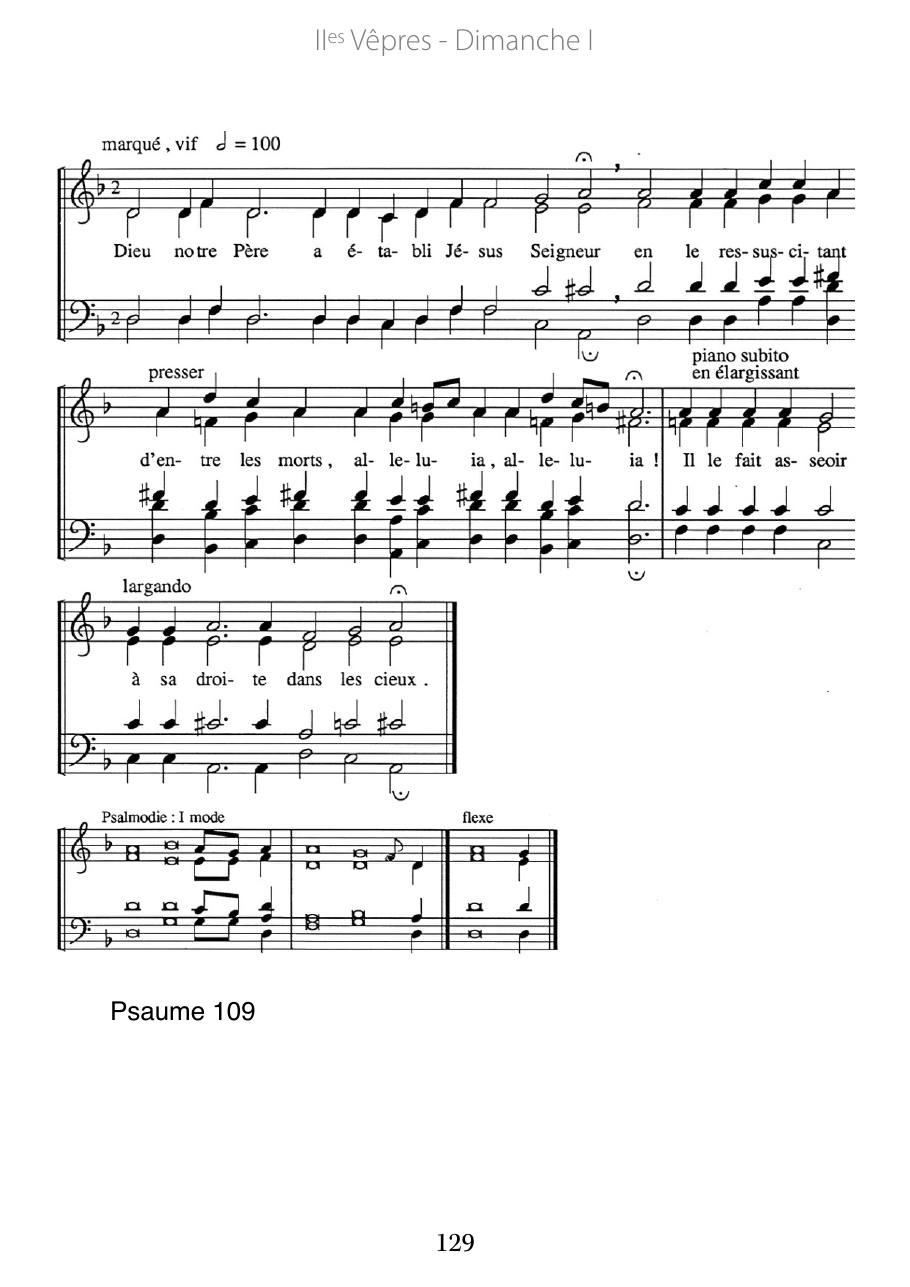 IIes Vêpres - Dimanche I
marqué , vif = 100
2
Dieu notre Père a é- ta- bli Jé- sus Seigneur en le res- sus- ci- tant
2
piano subito
presser en élargissant
d'en- tre les morts , al- le- lu- ia , al- le- lu- ia ! Il le fait as- seoir
largando
à sa droi- te dans les cieux .
Psalmodie : I mode flexe
Psaume 109
129